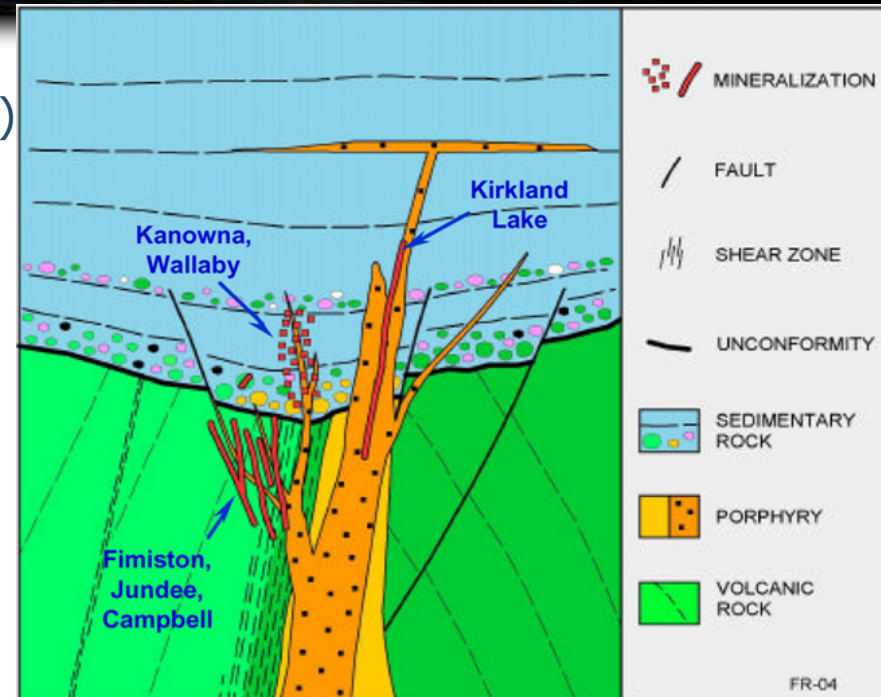 )
Kirkland
Lake
Kanowna,
Wallaby
Fimiston,
Jundee,
Campbell
MINERALIZATION
FAULT
SHEAR ZONE
UNCONFORMITY
SEDIMENTARY
ROCK
PORPHYRY
VOLCANIC
ROCK
FR-04